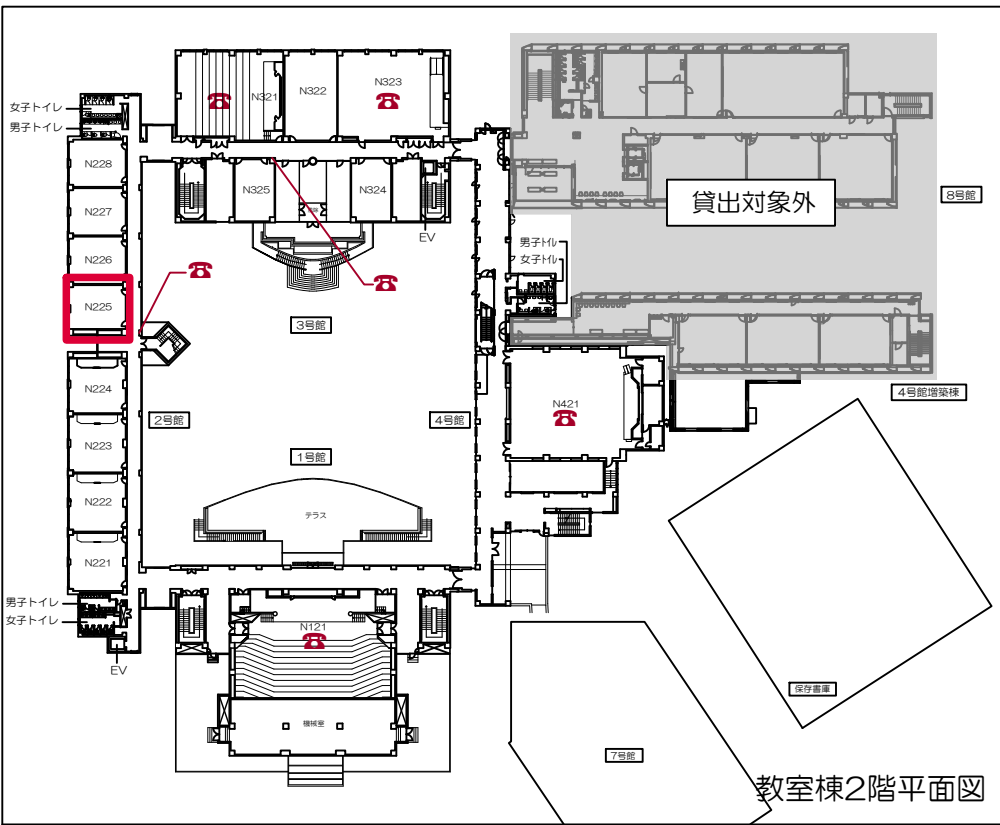 N321
N322
N323
女子トイレ
男子トイレ
N228
N227
N226
N225
N224
N223
N222
N221
N325
N324
EV
貸出対象外
8号館
男子トイレ
女子トイレ
3号館
2号館
4号館
1号館
N421
4号館増築棟
テラス
男子トイレ
女子トイレ
EV
N121
機械室
保存書庫
7号館
教室棟2階平面図